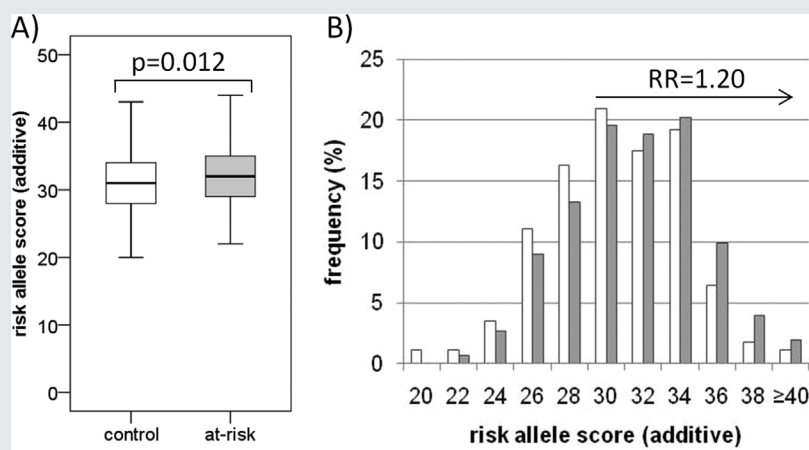 A)
p=0.012
risk allele score (additive)
50
40
30
20
10
0
control at-risk
B)
RR=1.20
frequency (%)
25
20
15
10
5
0
20 22 24 26 28 30 32 34 36 38 ≥40
risk allele score (additive)